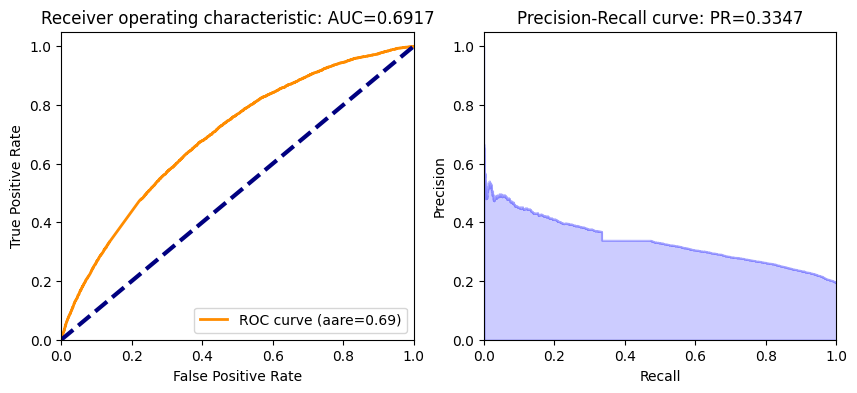 Receiver operating characteristic: AUC=0.6917
1.0
0.8
0.6
0.4
0.2
0.0
True Positive Rate
ROC curve (aare=0.69)
0.0 0.2 0.4 0.6 0.8 1.0
False Positive Rate
Precision-Recall curve: PR=0.3347
1.0
0.8
0.6
0.4
0.2
0.0
Precision
0.0 0.2 0.4 0.6 0.8 1.0
Recall